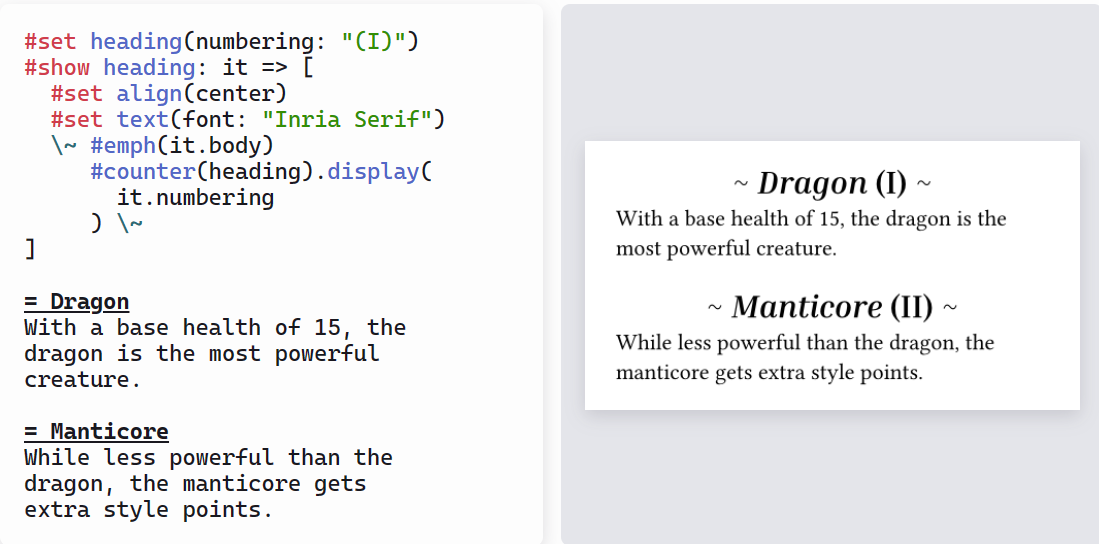 #set heading(numbering: "(I)")
#show heading: it => [
  #set align(center)
  #set text(font: "Inria Serif")
  \~ #emph(it.body)
     #counter(heading).display(
       it.numbering
     ) \~
]

= Dragon
With a base health of 15, the
dragon is the most powerful
creature.

= Manticore
While less powerful than the
dragon, the manticore gets
extra style points.

~ Dragon (I) ~
With a base health of 15, the dragon is the
most powerful creature.

~ Manticore (II) ~
While less powerful than the dragon, the
manticore gets extra style points.